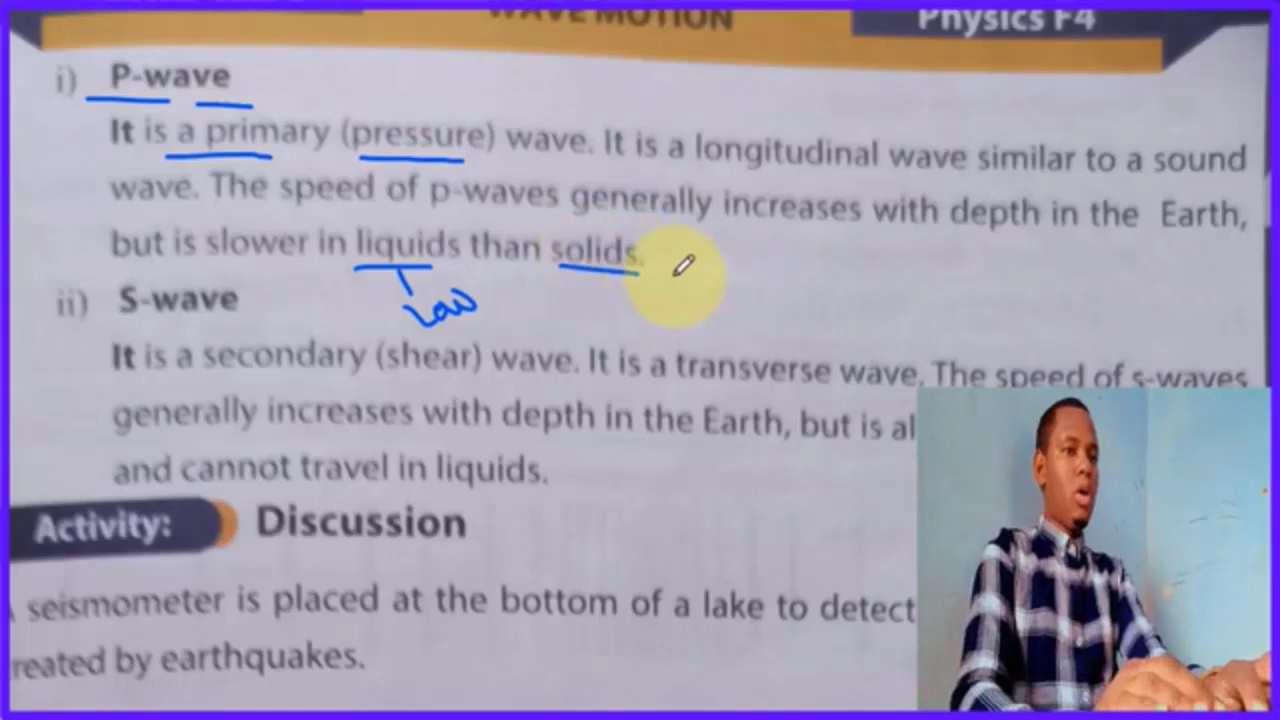 WAVE MOTION
Physics F4
i) P-wave
It is a primary (pressure) wave. It is a longitudinal wave similar to a sound
wave. The speed of p-waves generally increases with depth in the Earth,
but is slower in liquids than solids.
Low
ii) S-wave
It is a secondary (shear) wave. It is a transverse wave. The speed of s-waves
generally increases with depth in the Earth, but is al
and cannot travel in liquids.
Activity: Discussion
seismometer is placed at the bottom of a lake to detect
reated by earthquakes.